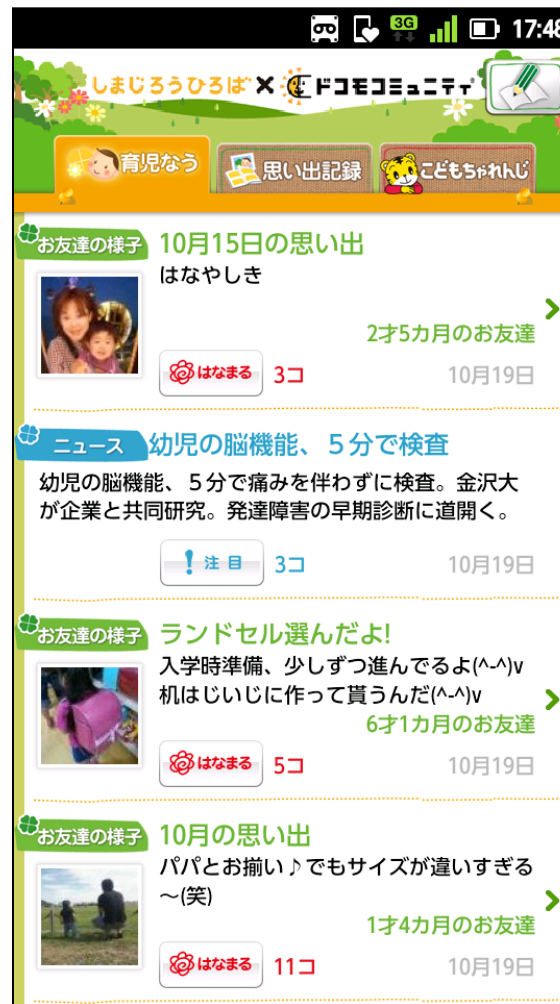 3G 17:48
しまじろうひろば×ドコモコミュニティ
育児なう 思い出記録 こどもちゃれんじ
お友達の様子 10月15日の思い出
はなやしき
2才5カ月のお友達
はなまる 3コ 10月19日
ニュース 幼児の脳機能、５分で検査
幼児の脳機能、５分で痛みを伴わずに検査。金沢大
が企業と共同研究。発達障害の早期診断に道開く。
！注目 3コ 10月19日
お友達の様子 ランドセル選んだよ!
入学時準備、少しずつ進んでるよ(^-^)v
机はじいじに作って貰うんだ(^-^)v
6才1カ月のお友達
はなまる 5コ 10月19日
お友達の様子 10月の思い出
パパとお揃い♪でもサイズが違いすぎる
～(笑)
1才4カ月のお友達
はなまる 11コ 10月19日